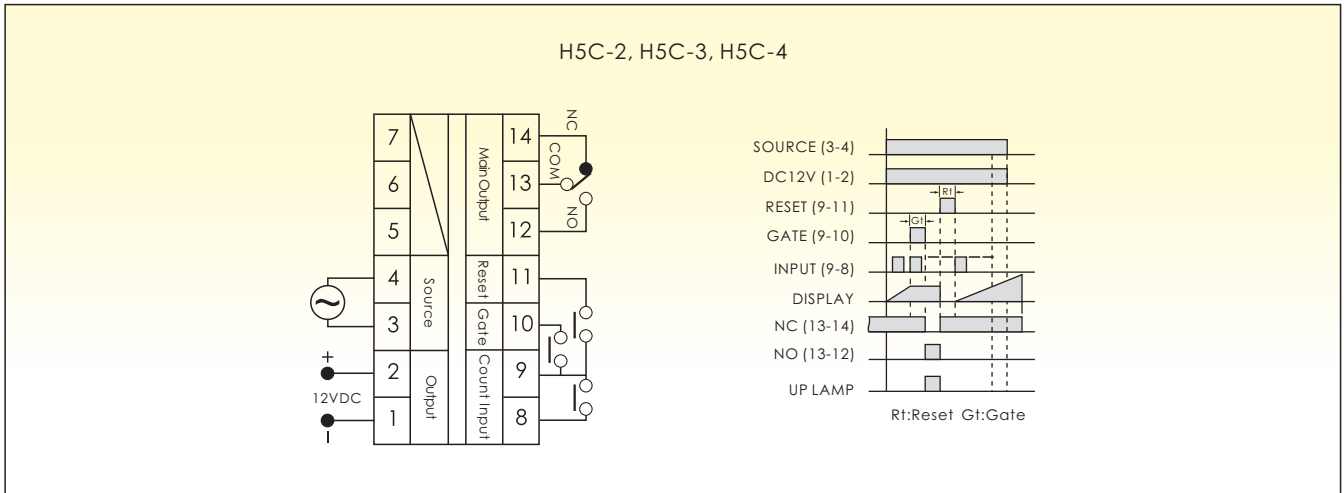 H5C-2, H5C-3, H5C-4
7
6
5
4
3
2
1
Source
Output
Main Output
Reset
Gate
Count Input
14
13
12
11
10
9
8
NC
COM
NO
+
12VDC
–
~
SOURCE (3-4)
DC12V (1-2)
RESET (9-11)
Rt
GATE (9-10)
Gt
INPUT (9-8)
DISPLAY
NC (13-14)
NO (13-12)
UP LAMP
Rt:Reset Gt:Gate